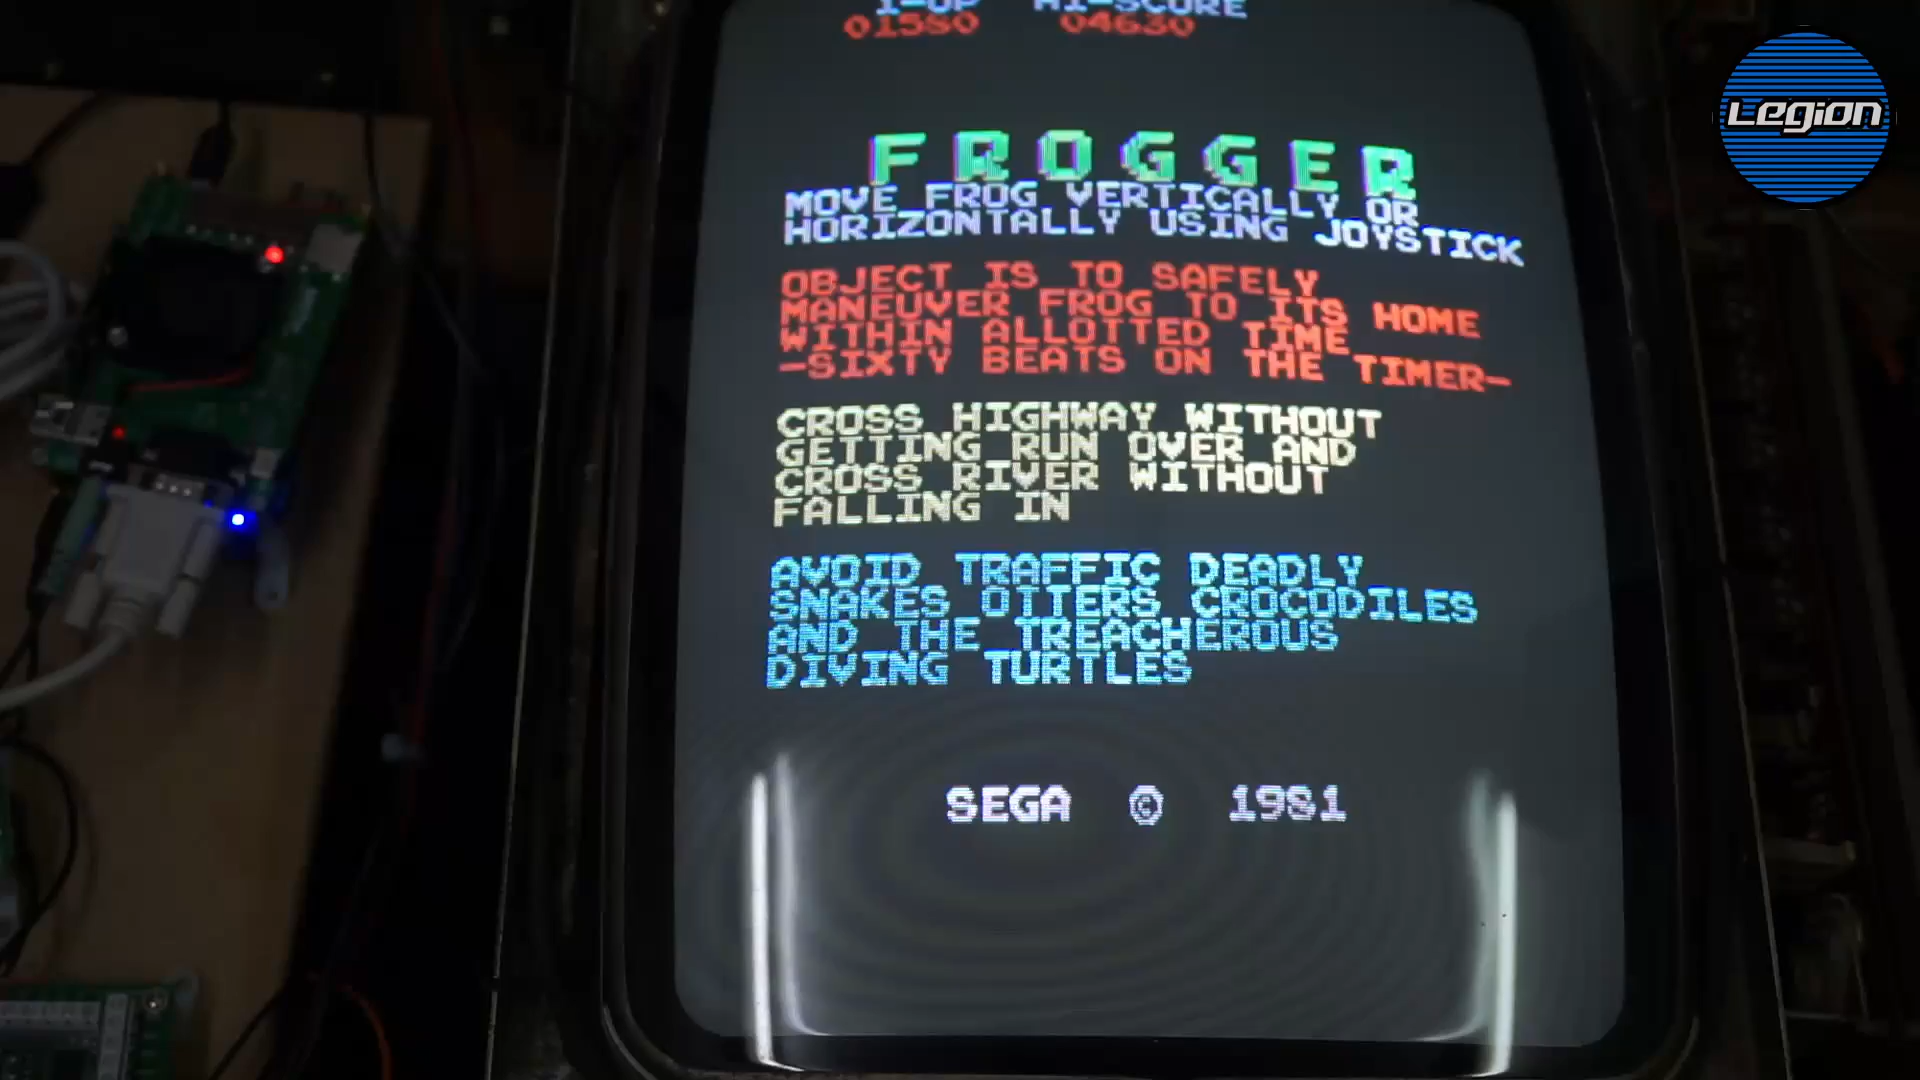 1-UP HI-SCORE
01580 04630
Legion
FROGGER
MOVE FROG VERTICALLY OR
HORIZONTALLY USING JOYSTICK
OBJECT IS TO SAFELY
MANEUVER FROG TO ITS HOME
WITHIN ALLOTTED TIME
-SIXTY BEATS ON THE TIMER-
CROSS HIGHWAY WITHOUT
GETTING RUN OVER AND
CROSS RIVER WITHOUT
FALLING IN
AVOID TRAFFIC DEADLY
SNAKES OTTERS CROCODILES
AND THE TREACHEROUS
DIVING TURTLES
SEGA © 1981